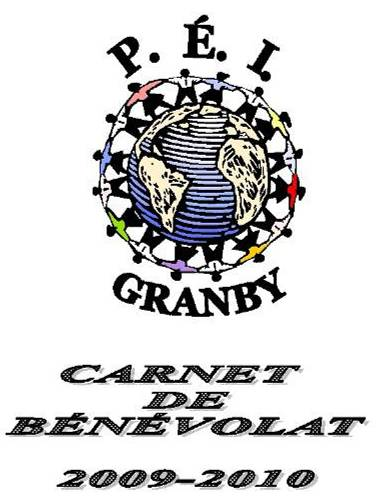 P.É.I.
GRANBY
CARNET
DE
BÉNÉVOLAT
2009-2010